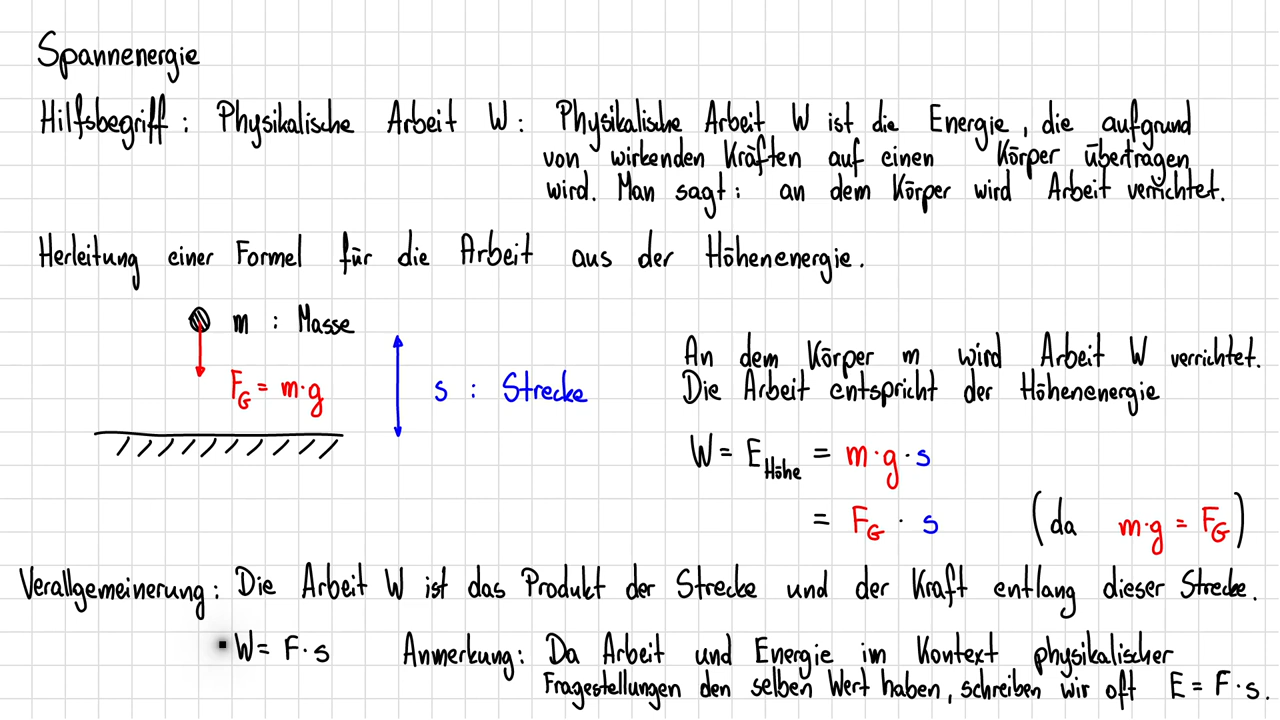 Spannenergie
Hilfsbegriff : Physikalische Arbeit W : Physikalische Arbeit W ist die Energie, die aufgrund
von wirkenden Kräften auf einen Körper übertragen
wird. Man sagt : an dem Körper wird Arbeit verrichtet.
Herleitung einer Formel für die Arbeit aus der Höhenenergie.
m : Masse
F_G = m·g
s : Strecke
An dem Körper m wird Arbeit W verrichtet.
Die Arbeit entspricht der Höhenenergie
W = E_Höhe = m·g·s
= F_G · s (da m·g = F_G)
Verallgemeinerung : Die Arbeit W ist das Produkt der Strecke und der Kraft entlang dieser Strecke.
W = F·s Anmerkung : Da Arbeit und Energie im Kontext physikalischer
Fragestellungen den selben Wert haben, schreiben wir oft E = F·s.